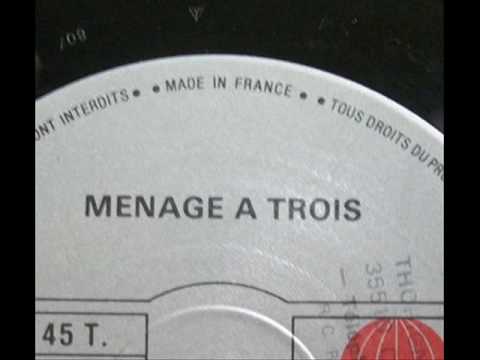 ONT INTERDITS • • MADE IN FRANCE • • TOUS DROITS DU
MENAGE A TROIS
45 T.